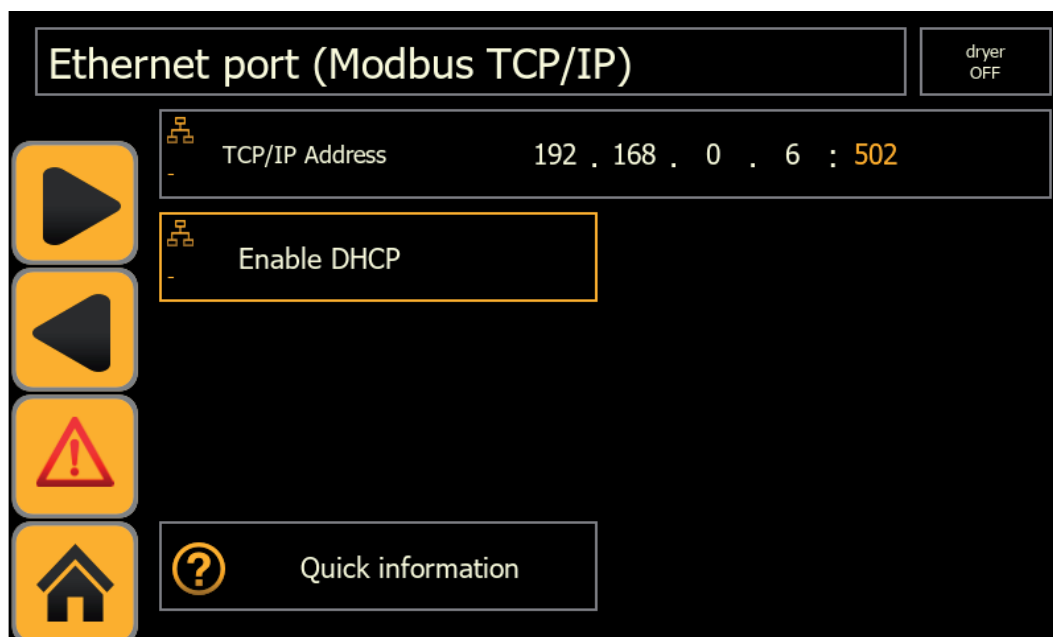 Ethernet port (Modbus TCP/IP)
dryer
OFF
TCP/IP Address 192 . 168 . 0 . 6 : 502
-
Enable DHCP
-
? Quick information